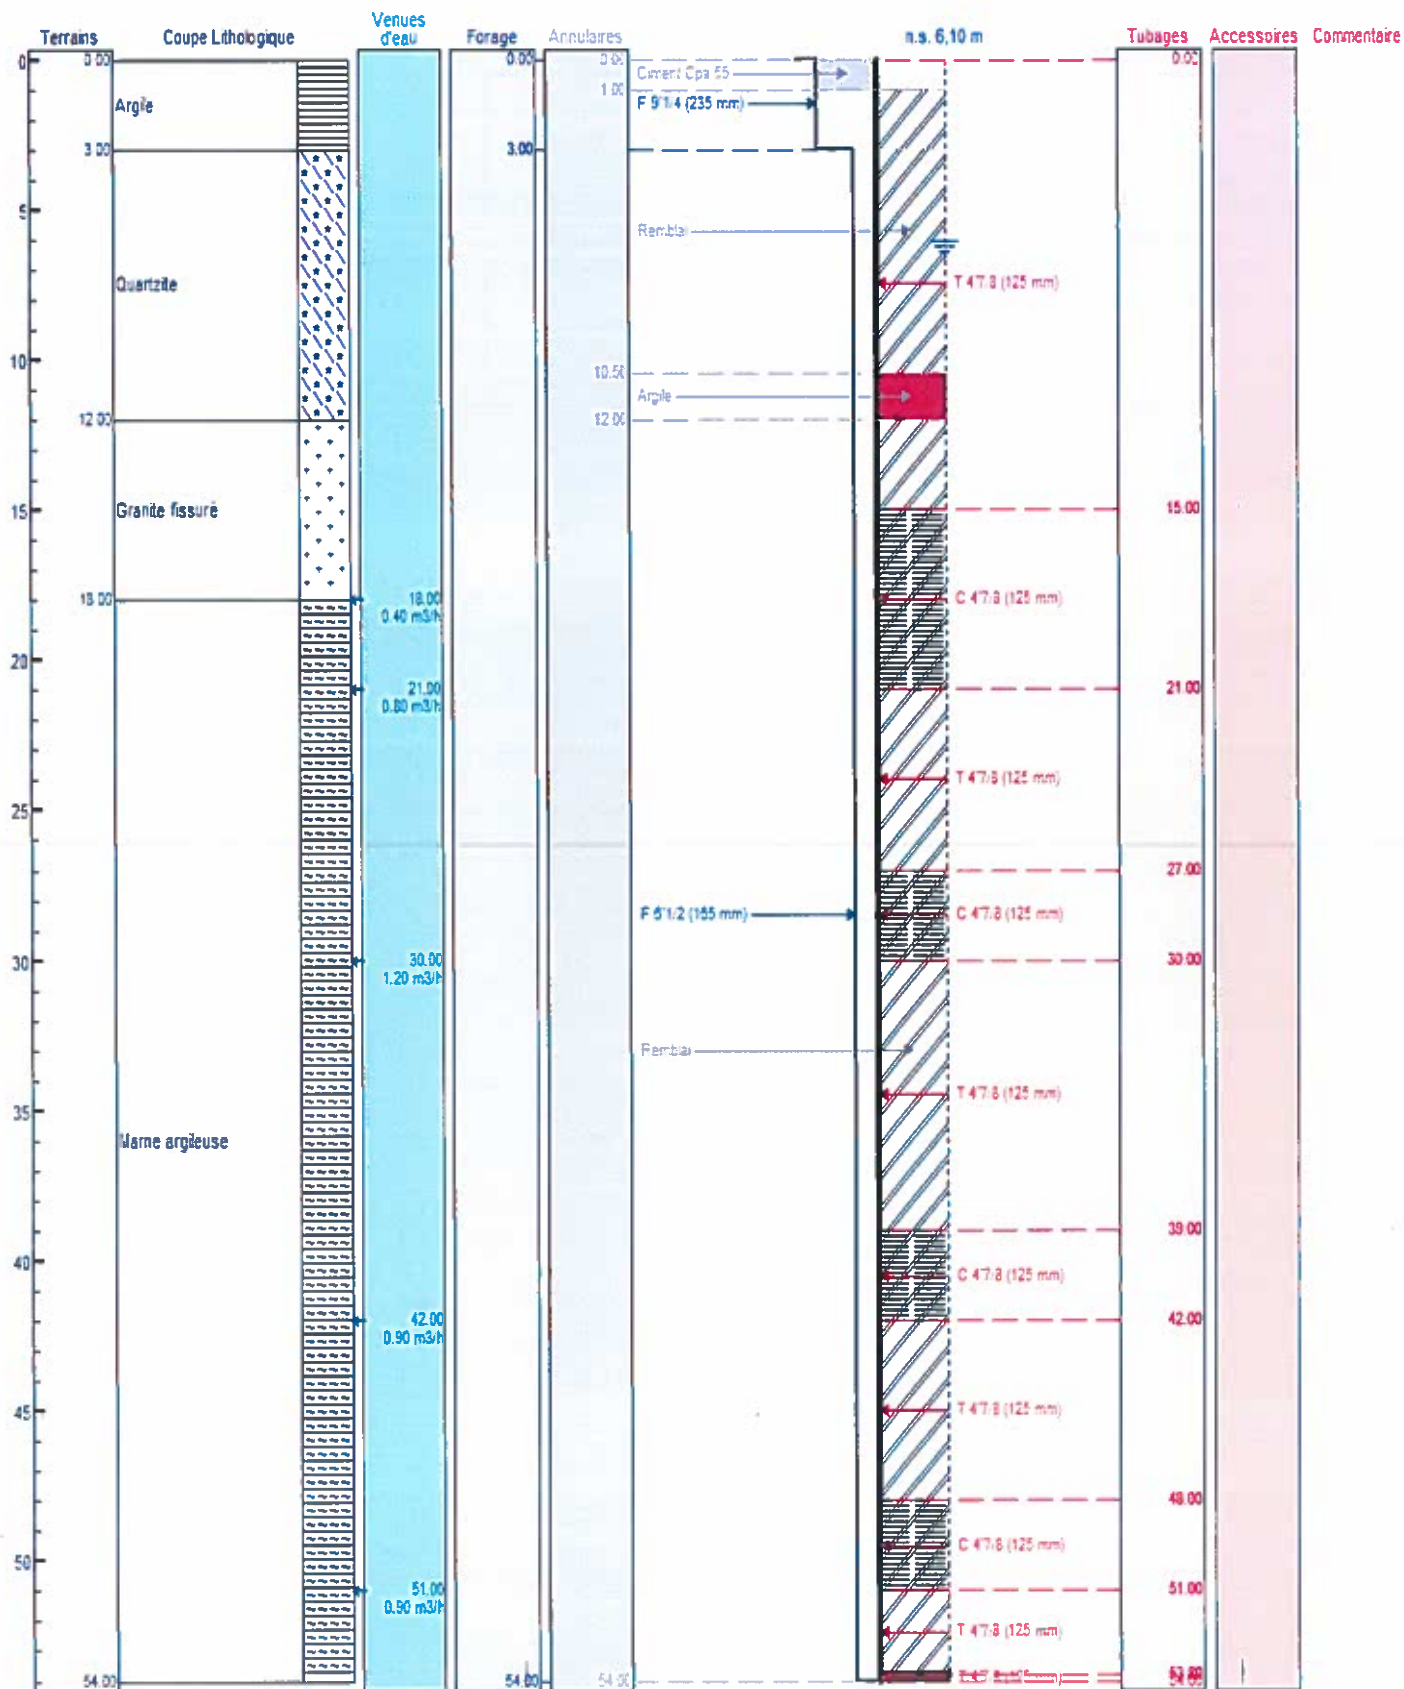 Terrains Coupe Lithologique Venues d'eau Forage Annulaires n.s. 6,10 m Tubages Accessoires Commentaire
0 0.00 0.00 0.00 0.00
Ciment Cpa 55
1.00
Argile F 9"1/4 (235 mm)
3.00 3.00
5
Remblai
Quartzite T 4"7/8 (125 mm)
10
10.50
Argile
12.00 12.00
15 Granite fissuré 15.00
18.00 18.00 C 4"7/8 (125 mm)
0.40 m3/h
20
21.00 21.00
0.80 m3/h
T 4"7/8 (125 mm)
25
27.00
F 6"1/2 (165 mm) C 4"7/8 (125 mm)
30 30.00 30.00
1.20 m3/h
Remblai
T 4"7/8 (125 mm)
35
Marne argileuse
39.00
40
C 4"7/8 (125 mm)
42.00 42.00
0.90 m3/h
45 T 4"7/8 (125 mm)
48.00
C 4"7/8 (125 mm)
50
51.00 51.00
0.90 m3/h
T 4"7/8 (125 mm)
54.00 54.00 54.00